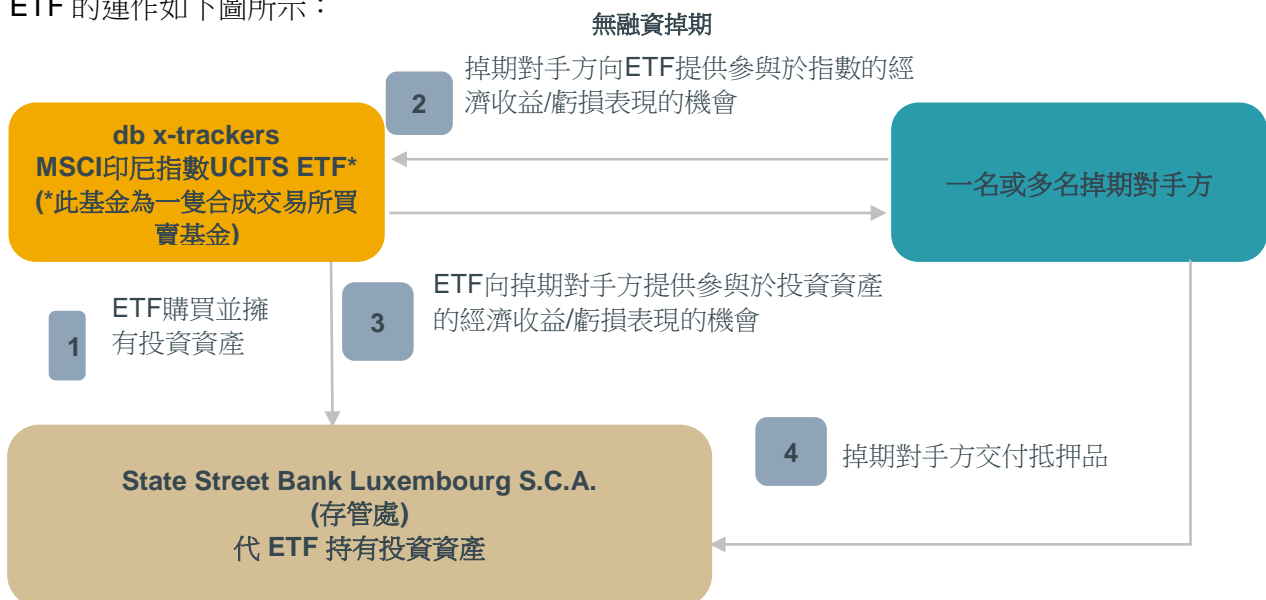 ETF 的運作如下圖所示：
無融資掉期
2
掉期對手方向ETF提供參與於指數的經
濟收益/虧損表現的機會
db x-trackers
MSCI印尼指數UCITS ETF*
(*此基金為一隻合成交易所買
賣基金)
一名或多名掉期對手方
1
ETF購買並擁
有投資資產
3
ETF向掉期對手方提供參與於投資資產
的經濟收益/虧損表現的機會
4
掉期對手方交付抵押品
State Street Bank Luxembourg S.C.A.
(存管處)
代 ETF 持有投資資產